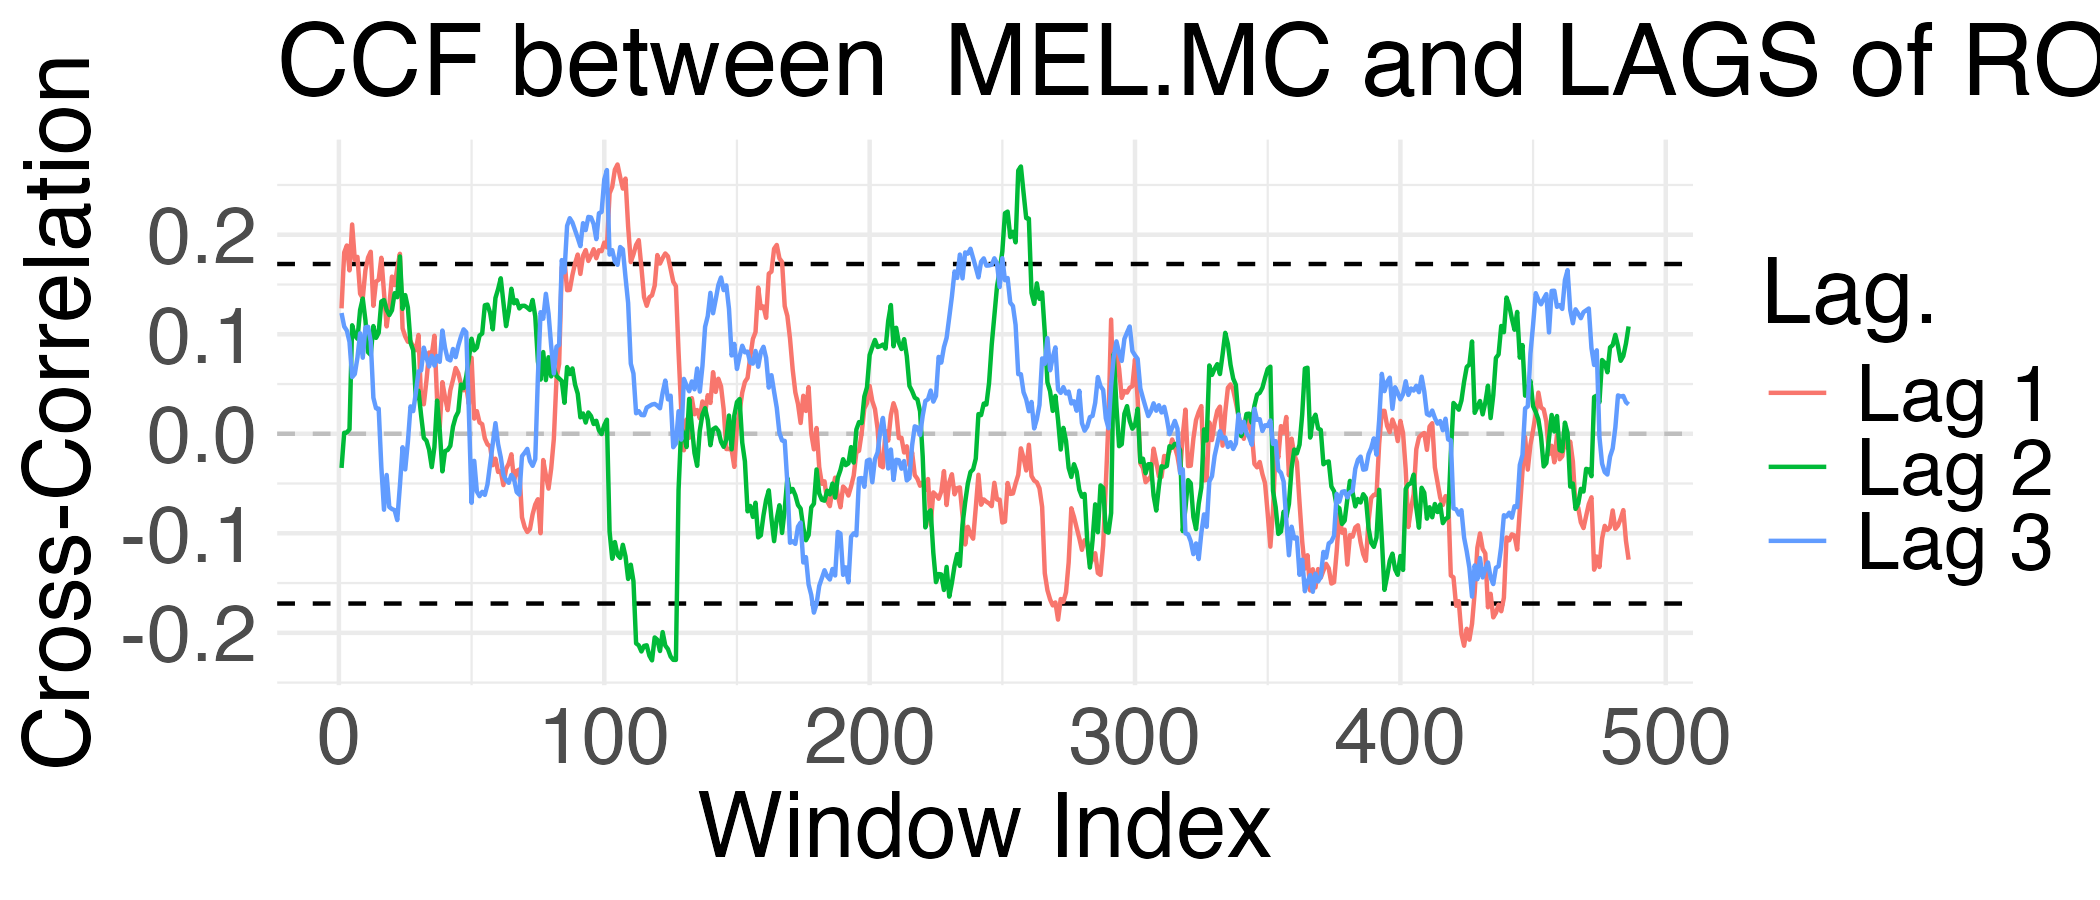 CCF between MEL.MC and LAGS of RO
Cross-Correlation
0.2
0.1
0.0
-0.1
-0.2
0 100 200 300 400 500
Window Index
Lag.
Lag 1
Lag 2
Lag 3